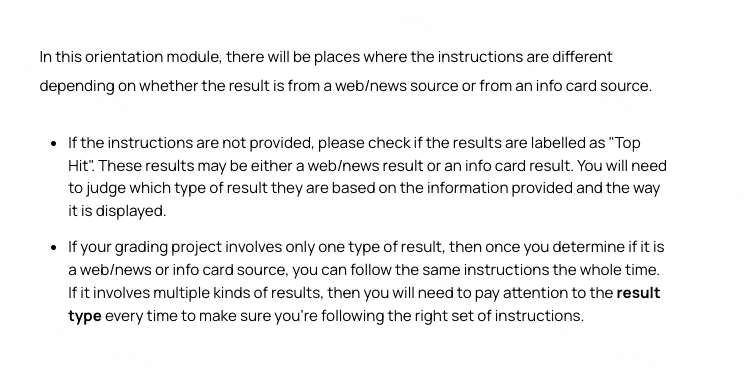 In this orientation module, there will be places where the instructions are different
depending on whether the result is from a web/news source or from an info card source.
• If the instructions are not provided, please check if the results are labelled as "Top
Hit". These results may be either a web/news result or an info card result. You will need
to judge which type of result they are based on the information provided and the way
it is displayed.
• If your grading project involves only one type of result, then once you determine if it is
a web/news or info card source, you can follow the same instructions the whole time.
If it involves multiple kinds of results, then you will need to pay attention to the result
type every time to make sure you're following the right set of instructions.